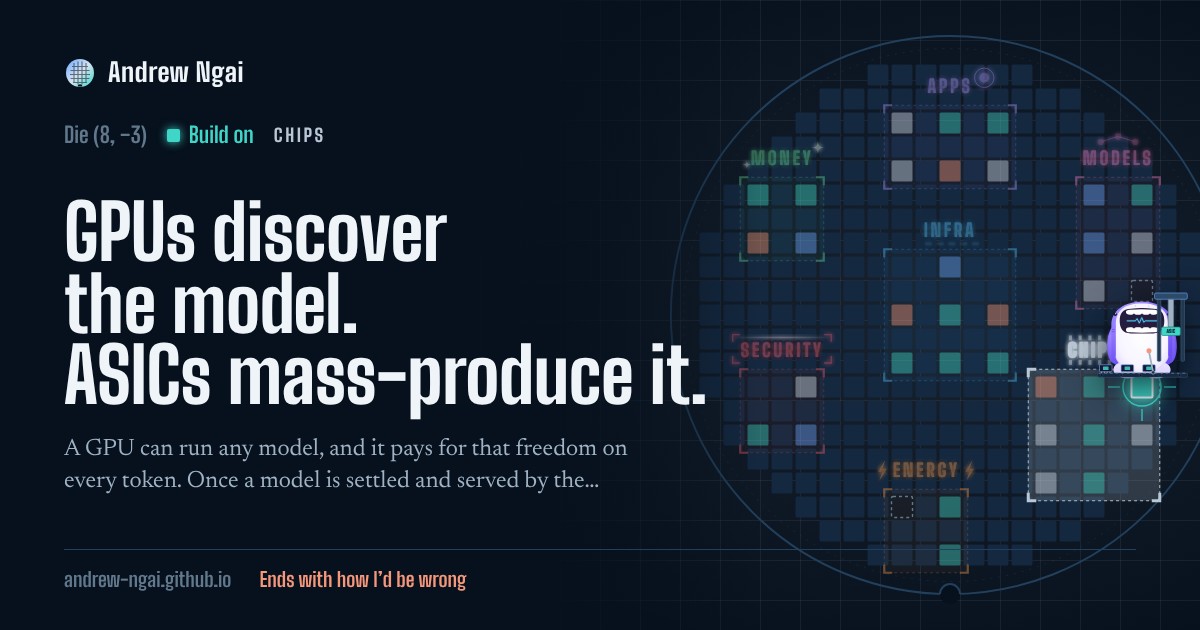 Andrew Ngai
Die (8, −3) Build on CHIPS
GPUs discover
the model.
ASICs mass-produce it.
A GPU can run any model, and it pays for that freedom on
every token. Once a model is settled and served by the...
andrew-ngai.github.io Ends with how I'd be wrong
APPS
MONEY
MODELS
INFRA
SECURITY
ENERGY